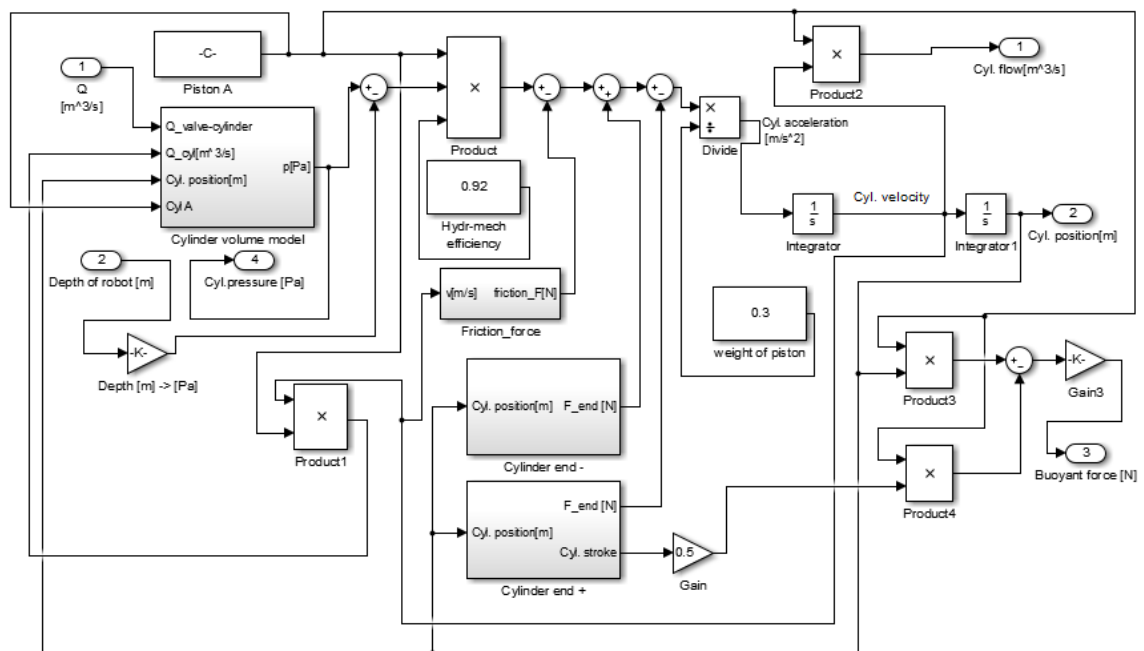 -C-
Piston A
1
Q
[m^3/s]
Q_valve-cylinder
Q_cyl[m^3/s]
Cyl. position[m]
Cyl A
p[Pa]
Cylinder volume model
2
Depth of robot [m]
4
Cyl.pressure [Pa]
-K-
Depth [m] -> [Pa]
+
-
×
Product
+
-
+
+
+
-
×
÷
Divide
Cyl. acceleration
[m/s^2]
×
Product2
1
Cyl. flow[m^3/s]
0.92
Hydr-mech
efficiency
v[m/s]
friction_F[N]
Friction_force
1
s
Integrator
Cyl. velocity
1
s
Integrator1
2
Cyl. position[m]
0.3
weight of piston
×
Product1
Cyl. position[m]
F_end [N]
Cylinder end -
F_end [N]
Cyl. position[m]
Cyl. stroke
Cylinder end +
0.5
Gain
×
Product3
+
-
-K-
Gain3
×
Product4
3
Buoyant force [N]